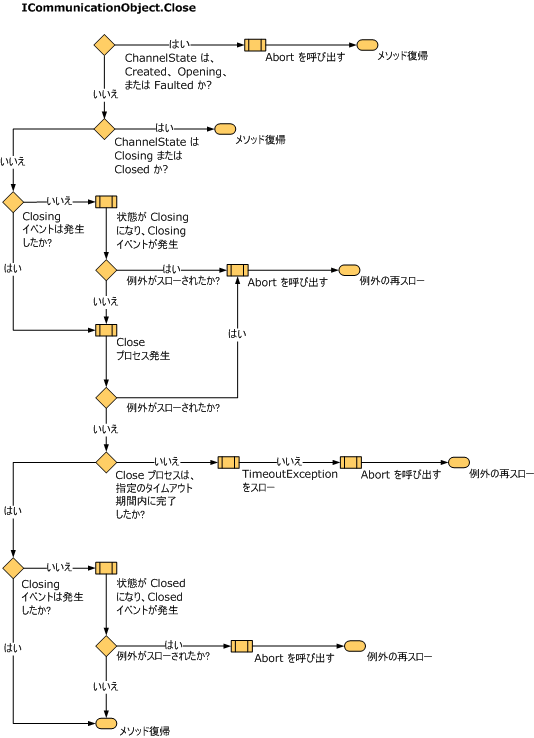 ICommunicationObject.Close
はい
ChannelState は、
Created、Opening、
または Faulted か?
Abort を呼び出す
メソッド復帰
いいえ
はい
ChannelState は
Closing または
Closed か?
メソッド復帰
いいえ
いいえ
Closing
イベントは発生
したか?
状態が Closing
になり、Closing
イベントが発生
はい
はい
例外がスローされたか?
Abort を呼び出す
例外の再スロー
いいえ
Close
プロセス発生
はい
例外がスローされたか?
いいえ
いいえ
Close プロセスは、
指定のタイムアウト
期間内に完了
したか?
いいえ
TimeoutException
をスロー
Abort を呼び出す
例外の再スロー
はい
いいえ
Closing
イベントは発生
したか?
状態が Closed
になり、Closed
イベントが発生
はい
はい
例外がスローされたか?
Abort を呼び出す
例外の再スロー
いいえ
メソッド復帰